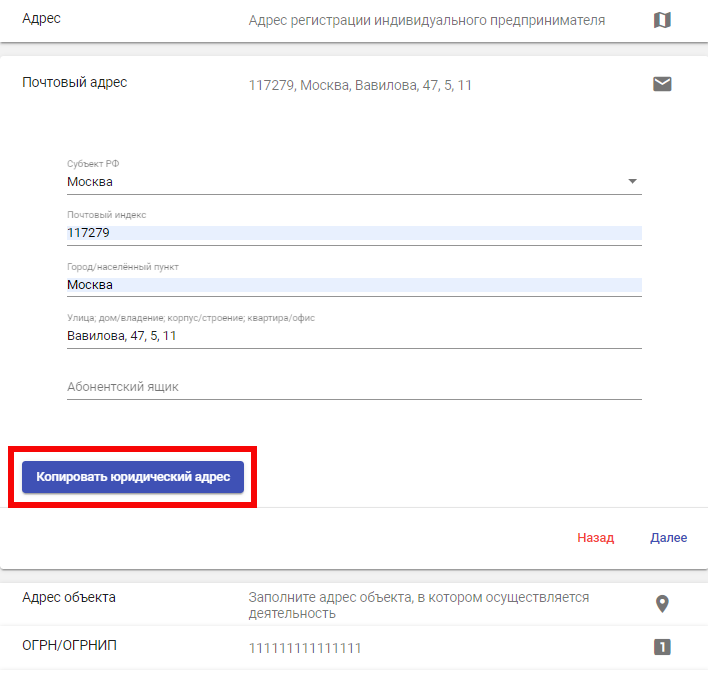 Адрес
Адрес регистрации индивидуального предпринимателя
Почтовый адрес
117279, Москва, Вавилова, 47, 5, 11
Субъект РФ
Москва
Почтовый индекс
117279
Город/населённый пункт
Москва
Улица; дом/владение; корпус/строение; квартира/офис
Вавилова, 47, 5, 11
Абонентский ящик
Копировать юридический адрес
Назад
Далее
Адрес объекта
Заполните адрес объекта, в котором осуществляется
деятельность
ОГРН/ОГРНИП
111111111111111
1